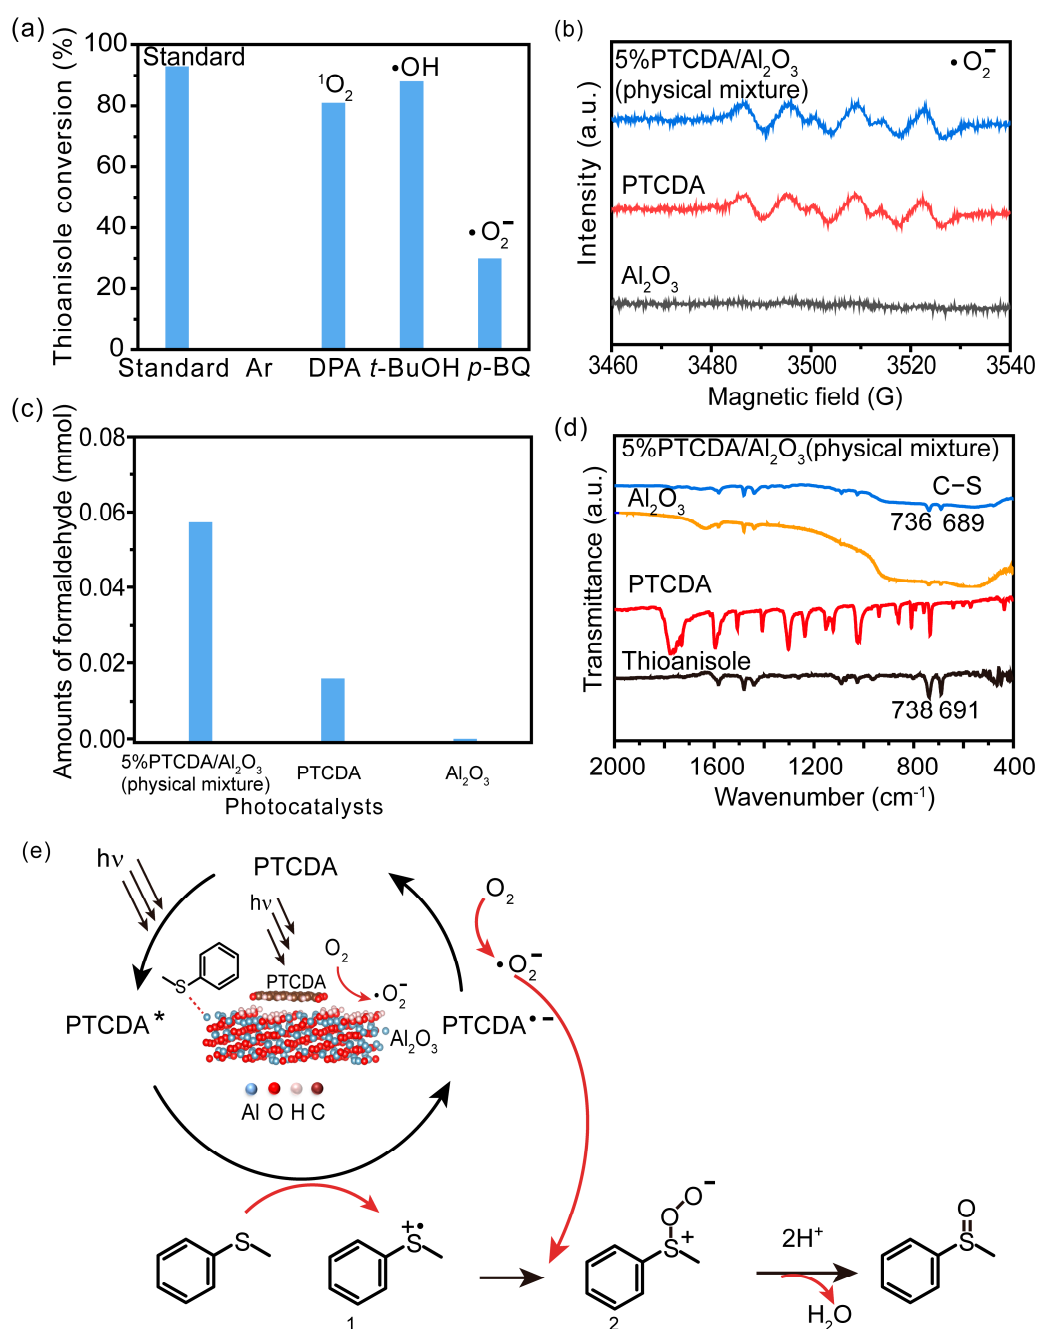 (a)
Thioanisole conversion (%)
100
80
60
40
20
0
Standard
¹O₂
•OH
•O₂⁻
Standard Ar DPA t-BuOH p-BQ
(b)
Intensity (a.u.)
5%PTCDA/Al₂O₃
(physical mixture)
•O₂⁻
PTCDA
Al₂O₃
3460 3480 3500 3520 3540
Magnetic field (G)
(c)
Amounts of formaldehyde (mmol)
0.08
0.06
0.04
0.02
0.00
5%PTCDA/Al₂O₃
(physical mixture)
PTCDA
Al₂O₃
Photocatalysts
(d)
Transmittance (a.u.)
5%PTCDA/Al₂O₃(physical mixture)
C−S
Al₂O₃
736 689
PTCDA
Thioanisole
738 691
2000 1600 1200 800 400
Wavenumber (cm⁻¹)
(e)
hν
PTCDA
hν
O₂
O₂
S
PTCDA
•O₂⁻
•O₂⁻
PTCDA*
PTCDA•−
Al₂O₃
Al O H C
S
+•
S
1
O⁻
O
S
+
2
2H⁺
H₂O
O
S